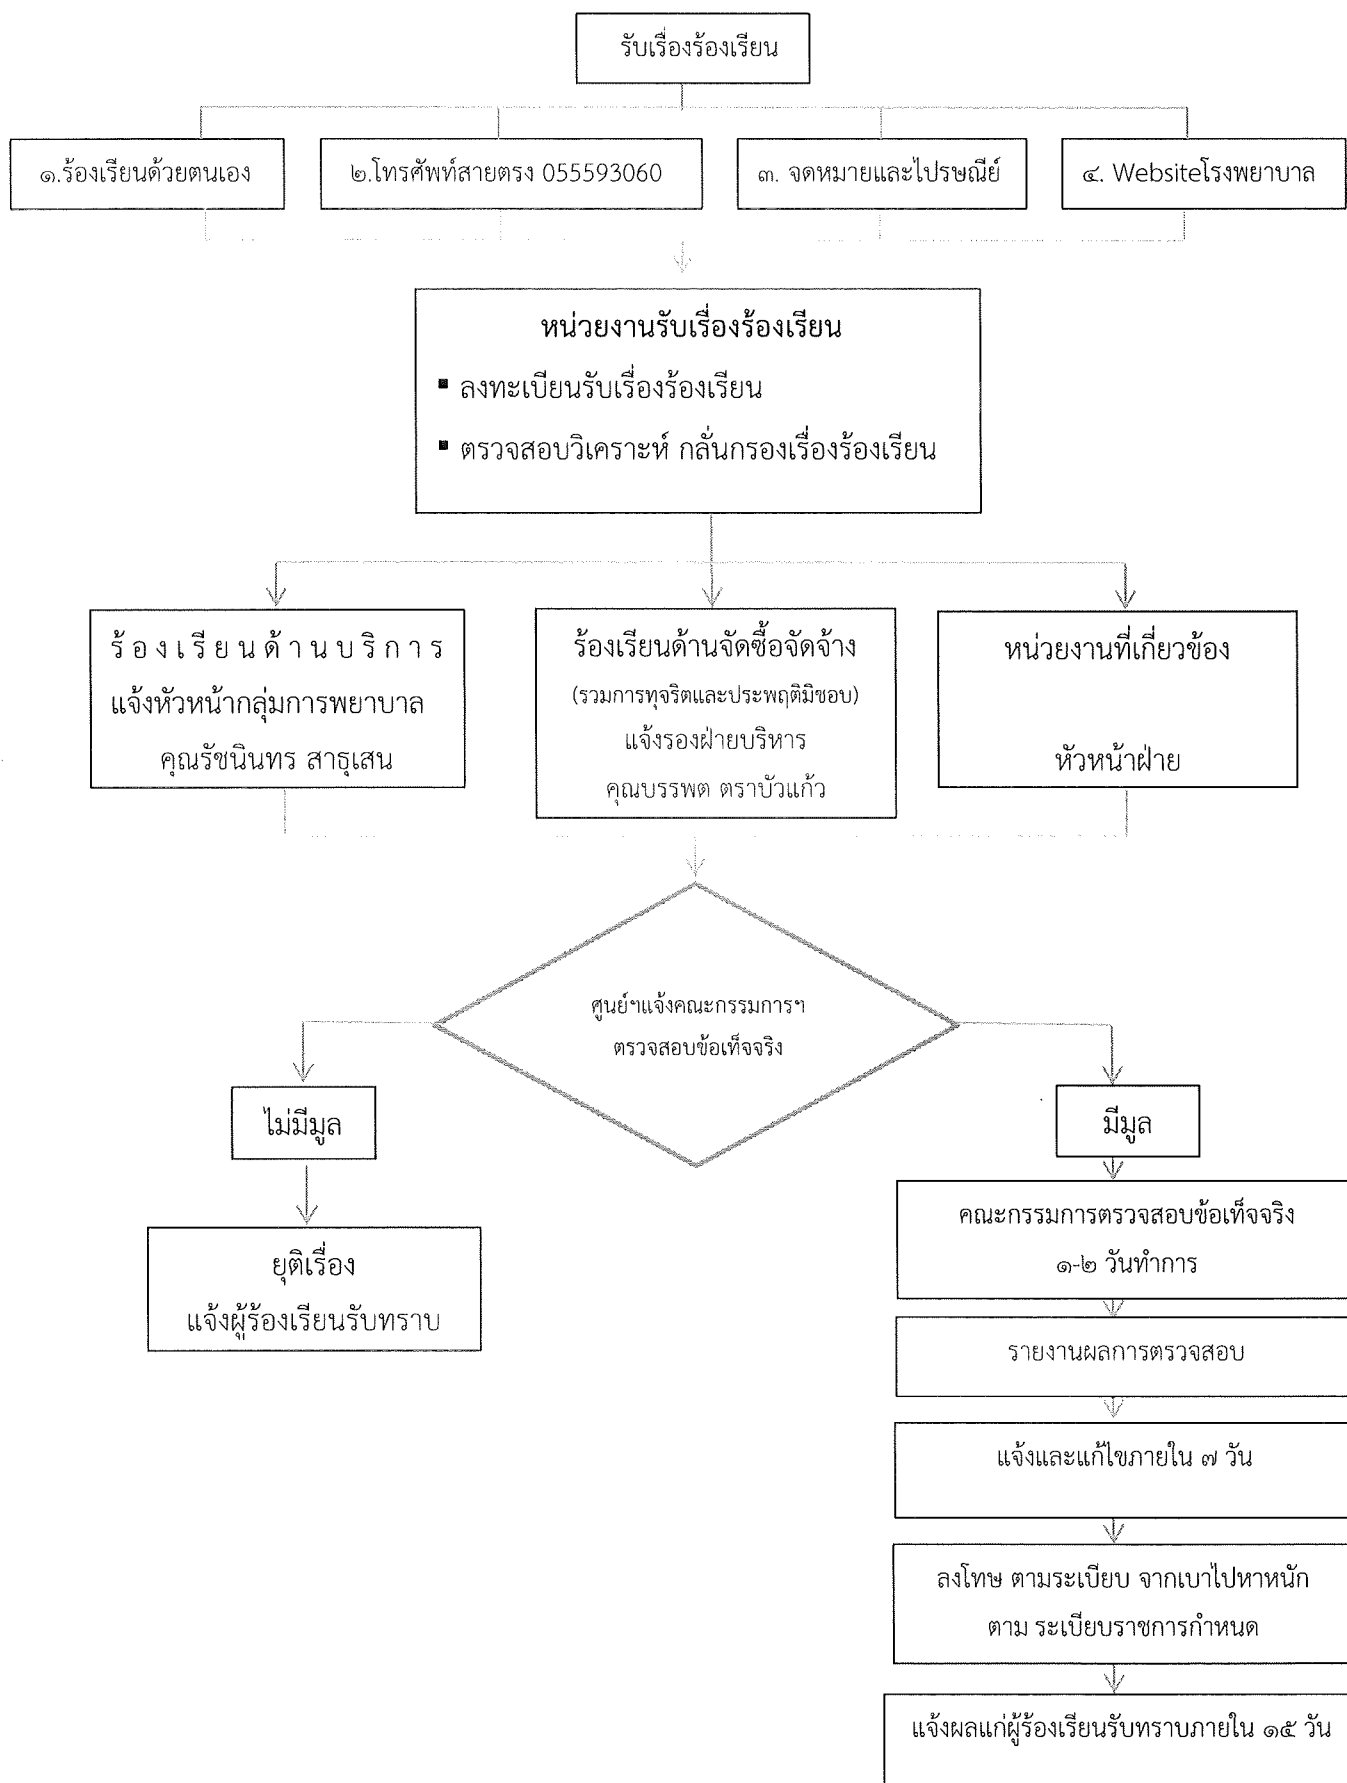 รับเรื่องร้องเรียน
๑.ร้องเรียนด้วยตนเอง
๒.โทรศัพท์สายตรง 055593060
๓. จดหมายและไปรษณีย์
๔. Websiteโรงพยาบาล
หน่วยงานรับเรื่องร้องเรียน
▪ ลงทะเบียนรับเรื่องร้องเรียน
▪ ตรวจสอบวิเคราะห์ กลั่นกรองเรื่องร้องเรียน
ร้องเรียนด้านบริการ
แจ้งหัวหน้ากลุ่มการพยาบาล
คุณรัชนินทร สาธุเสน
ร้องเรียนด้านจัดซื้อจัดจ้าง
(รวมการทุจริตและประพฤติมิชอบ)
แจ้งรองฝ่ายบริหาร
คุณบรรพต ตราบัวแก้ว
หน่วยงานที่เกี่ยวข้อง
หัวหน้าฝ่าย
ศูนย์ฯแจ้งคณะกรรมการฯ
ตรวจสอบข้อเท็จจริง
ไม่มีมูล
ยุติเรื่อง
แจ้งผู้ร้องเรียนรับทราบ
มีมูล
คณะกรรมการตรวจสอบข้อเท็จจริง
๑-๒ วันทำการ
รายงานผลการตรวจสอบ
แจ้งและแก้ไขภายใน ๗ วัน
ลงโทษ ตามระเบียบ จากเบาไปหาหนัก
ตาม ระเบียบราชการกำหนด
แจ้งผลแก่ผู้ร้องเรียนรับทราบภายใน ๑๕ วัน